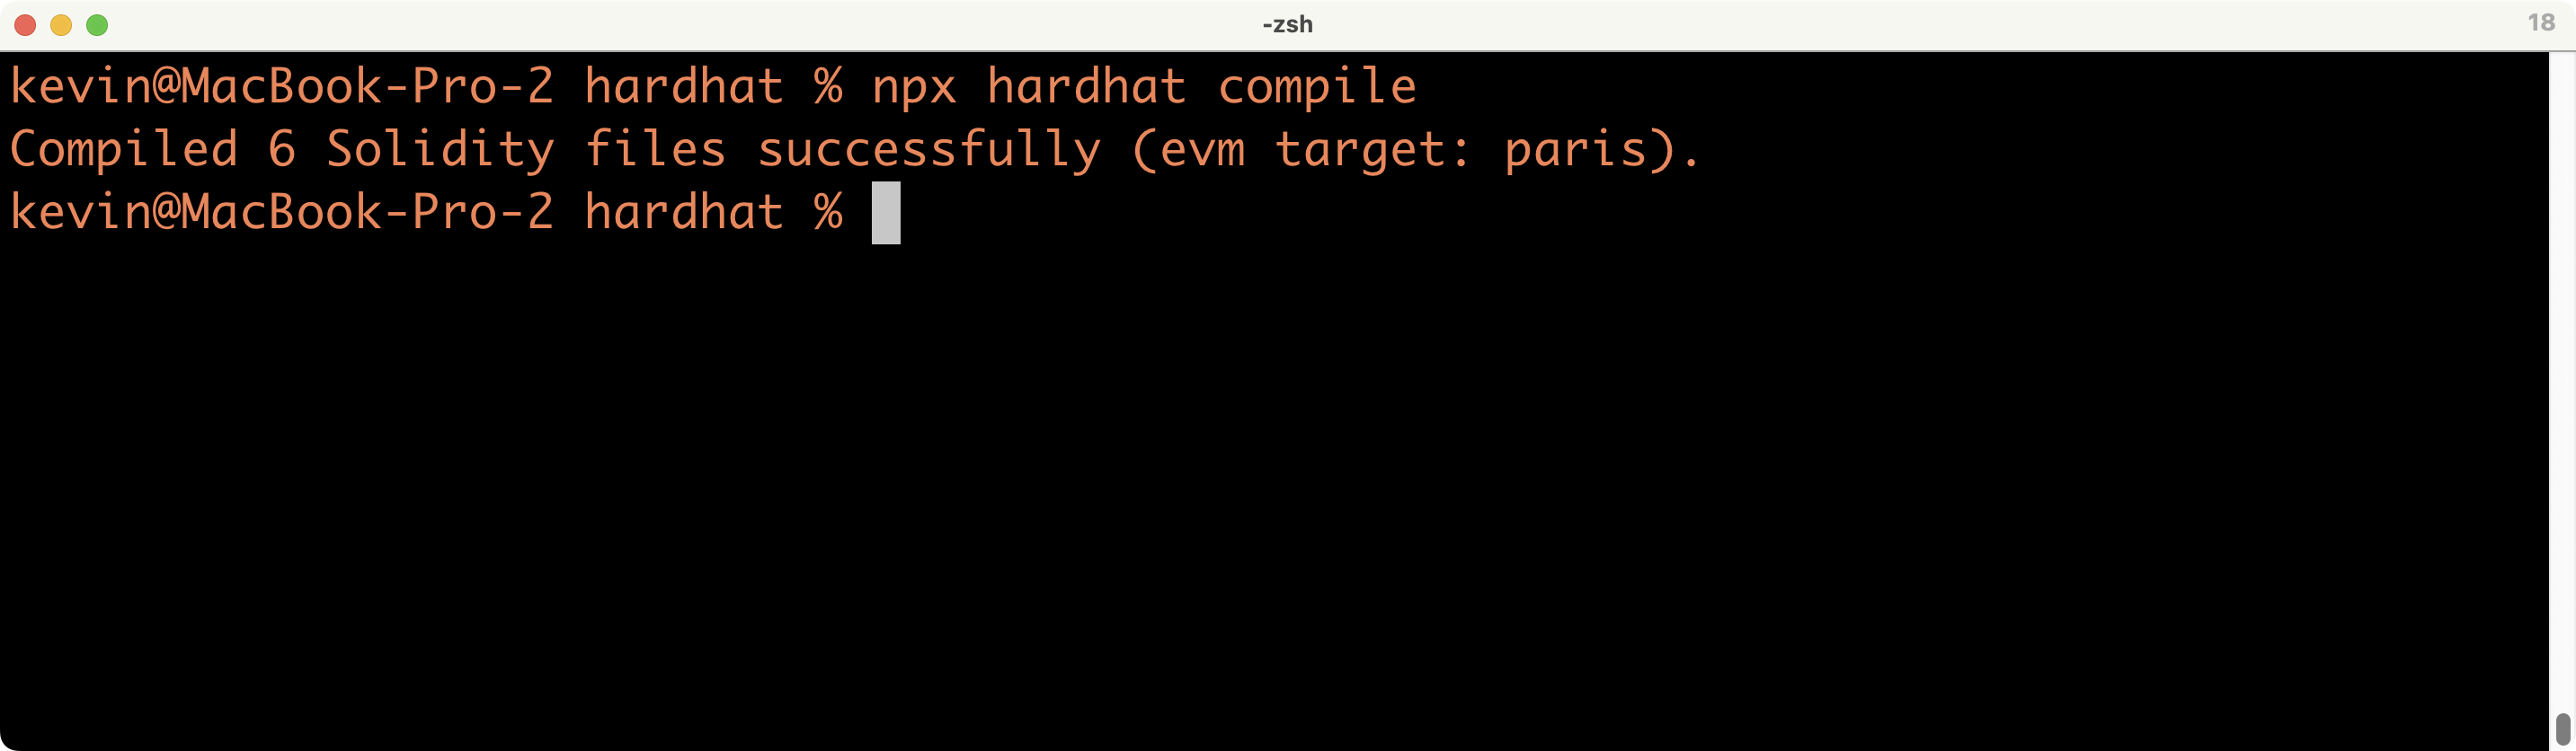 -zsh
18
kevin@MacBook-Pro-2 hardhat % npx hardhat compile
Compiled 6 Solidity files successfully (evm target: paris).
kevin@MacBook-Pro-2 hardhat %